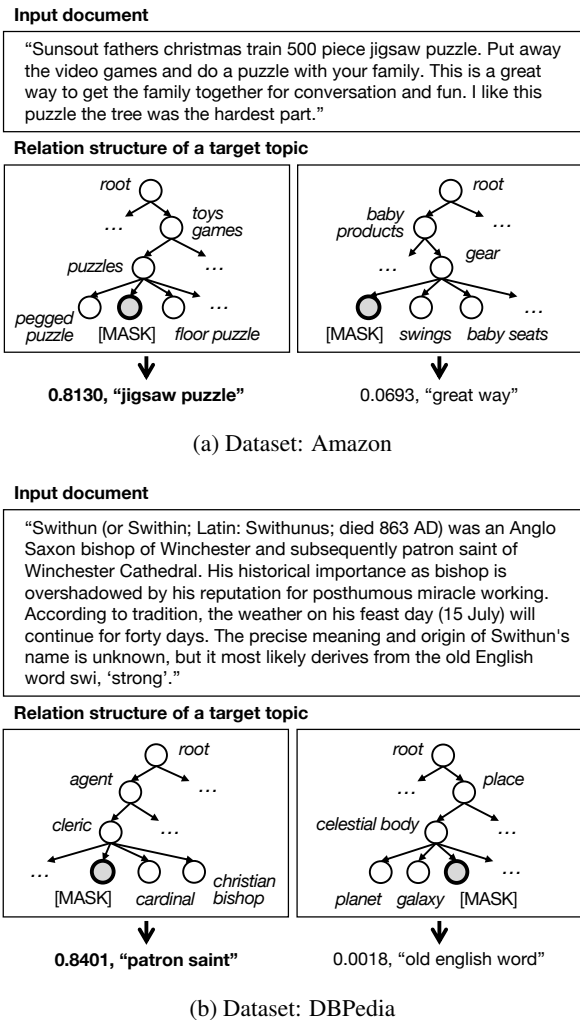 Input document
“Sunsout fathers christmas train 500 piece jigsaw puzzle. Put away
the video games and do a puzzle with your family. This is a great
way to get the family together for conversation and fun. I like this
puzzle the tree was the hardest part.”
Relation structure of a target topic
root
...
toys
games
puzzles
...
pegged
puzzle
[MASK]
floor puzzle
...
0.8130, “jigsaw puzzle”
root
baby
products
...
...
gear
[MASK]
swings
baby seats
...
0.0693, “great way”
(a) Dataset: Amazon
Input document
“Swithun (or Swithin; Latin: Swithunus; died 863 AD) was an Anglo
Saxon bishop of Winchester and subsequently patron saint of
Winchester Cathedral. His historical importance as bishop is
overshadowed by his reputation for posthumous miracle working.
According to tradition, the weather on his feast day (15 July) will
continue for forty days. The precise meaning and origin of Swithun's
name is unknown, but it most likely derives from the old English
word swi, ‘strong’.”
Relation structure of a target topic
root
agent
...
cleric
...
...
[MASK]
cardinal
christian
bishop
0.8401, “patron saint”
root
...
place
celestial body
...
planet
galaxy
[MASK]
...
0.0018, “old english word”
(b) Dataset: DBPedia